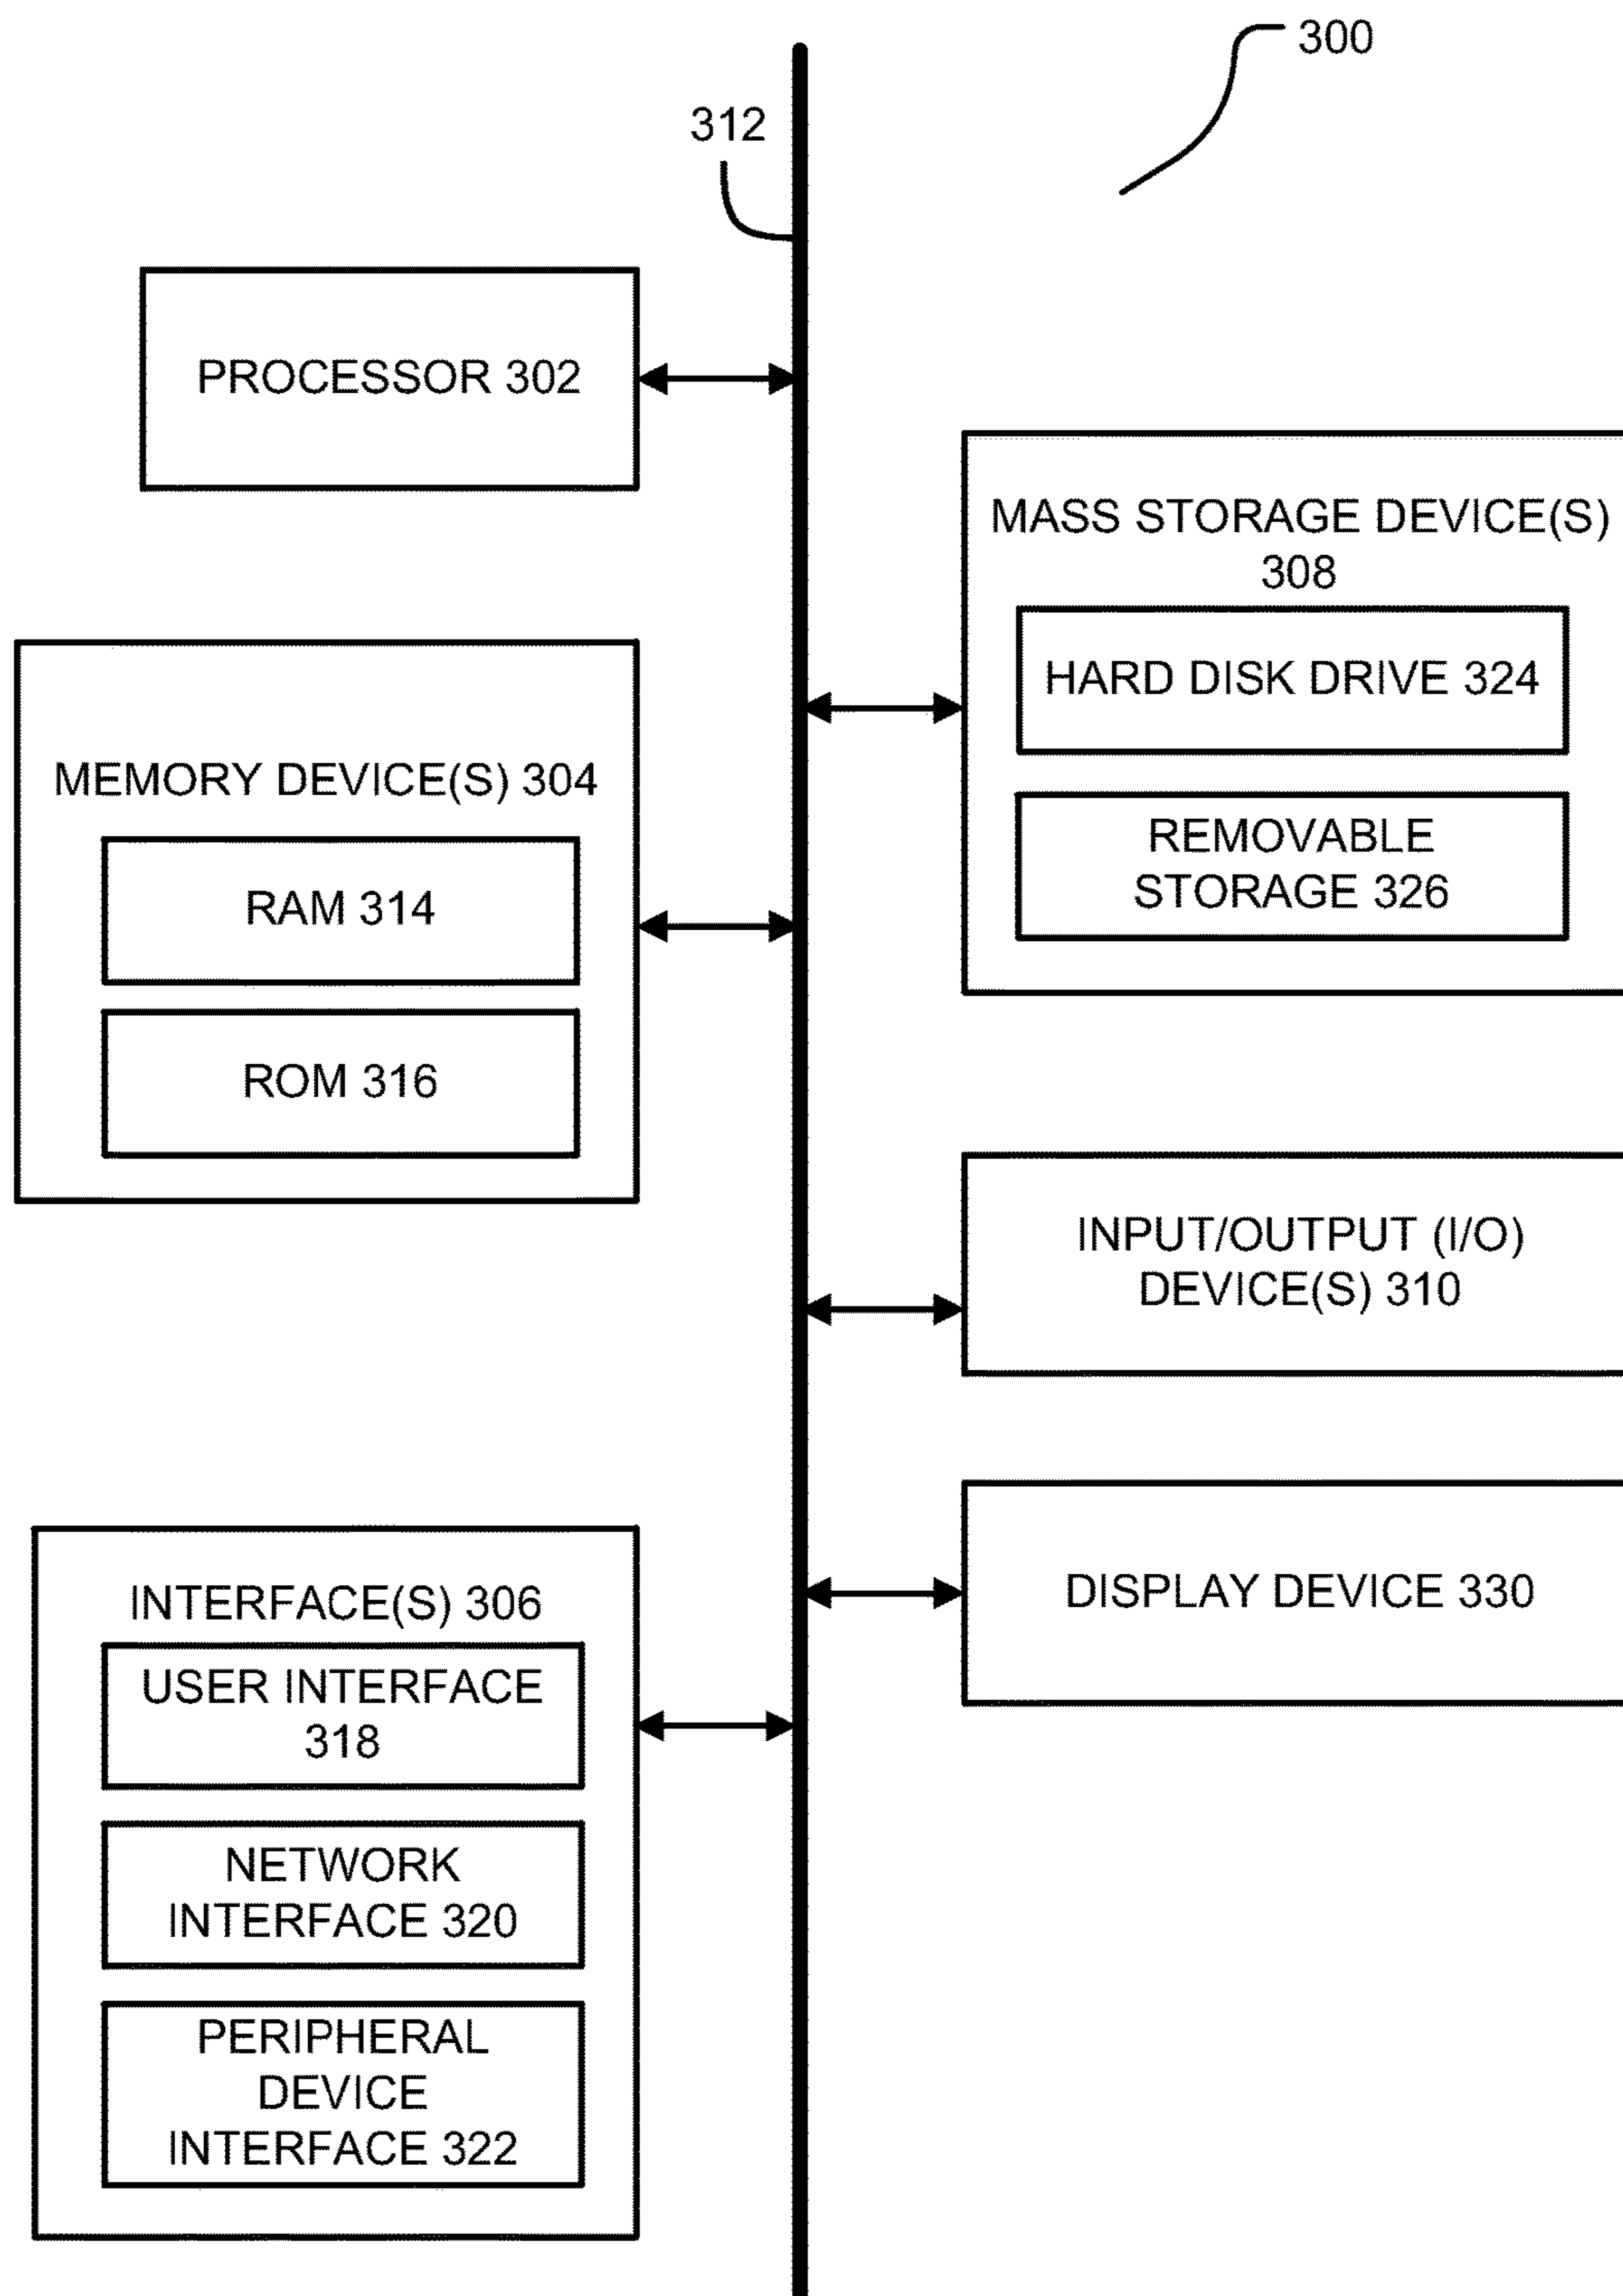 300
312
PROCESSOR 302
MASS STORAGE DEVICE(S)
308
HARD DISK DRIVE 324
REMOVABLE
STORAGE 326
MEMORY DEVICE(S) 304
RAM 314
ROM 316
INPUT/OUTPUT (I/O)
DEVICE(S) 310
DISPLAY DEVICE 330
INTERFACE(S) 306
USER INTERFACE
318
NETWORK
INTERFACE 320
PERIPHERAL
DEVICE
INTERFACE 322